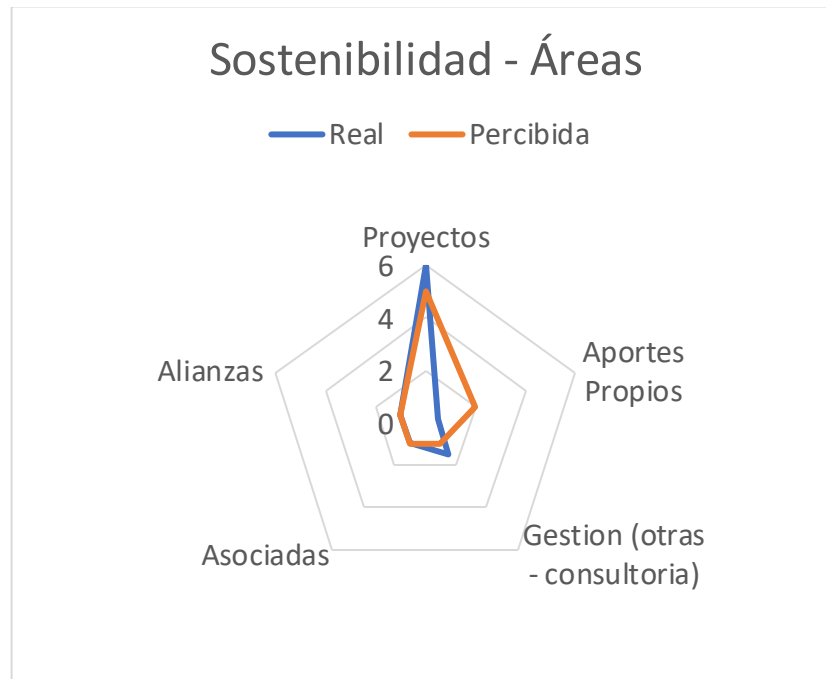 Sostenibilidad - Áreas
Real Percibida
Proyectos
6
4
2
0
Aportes
Propios
Gestion (otras
- consultoria)
Asociadas
Alianzas